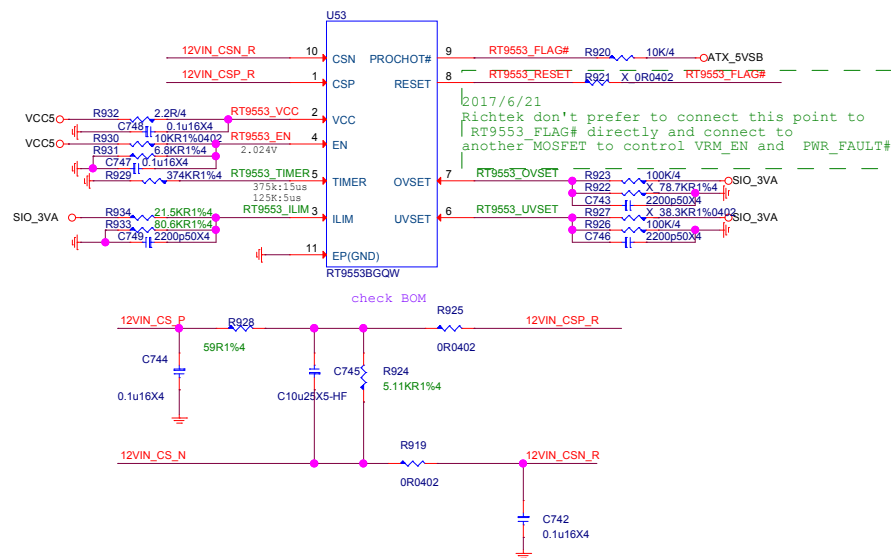 U53
12VIN_CSN_R
10
CSN
PROCHOT#
9
RT9553_FLAG#
R920
10K/4
ATX_5VSB
12VIN_CSP_R
1
CSP
RESET
8
RT9553_RESET
R921
X_0R0402
RT9553_FLAG#
2017/6/21
Richtek don't prefer to connect this point to
RT9553_FLAG# directly and connect to
another MOSFET to control VRM_EN and PWR_FAULT#
VCC5
R932
2.2R/4
RT9553_VCC
2
VCC
C748
0.1u16X4
VCC5
R930
10KR1%0402
RT9553_EN
4
EN
R931
6.8KR1%4
2.024V
C747
0.1u16X4
R929
374KR1%4
RT9553_TIMER
5
TIMER
375k:15us
125K:5us
OVSET
7
RT9553_OVSET
R923
100K/4
SIO_3VA
R922
X_78.7KR1%4
C743
2200p50X4
SIO_3VA
R934
21.5KR1%4
RT9553_ILIM
3
ILIM
R933
80.6KR1%4
C749
2200p50X4
UVSET
6
RT9553_UVSET
R927
X_38.3KR1%0402
SIO_3VA
R926
100K/4
C746
2200p50X4
11
EP(GND)
RT9553BGQW
check BOM
12VIN_CS_P
R928
59R1%4
R925
0R0402
12VIN_CSP_R
C744
0.1u16X4
C745
C10u25X5-HF
R924
5.11KR1%4
12VIN_CS_N
R919
0R0402
12VIN_CSN_R
C742
0.1u16X4